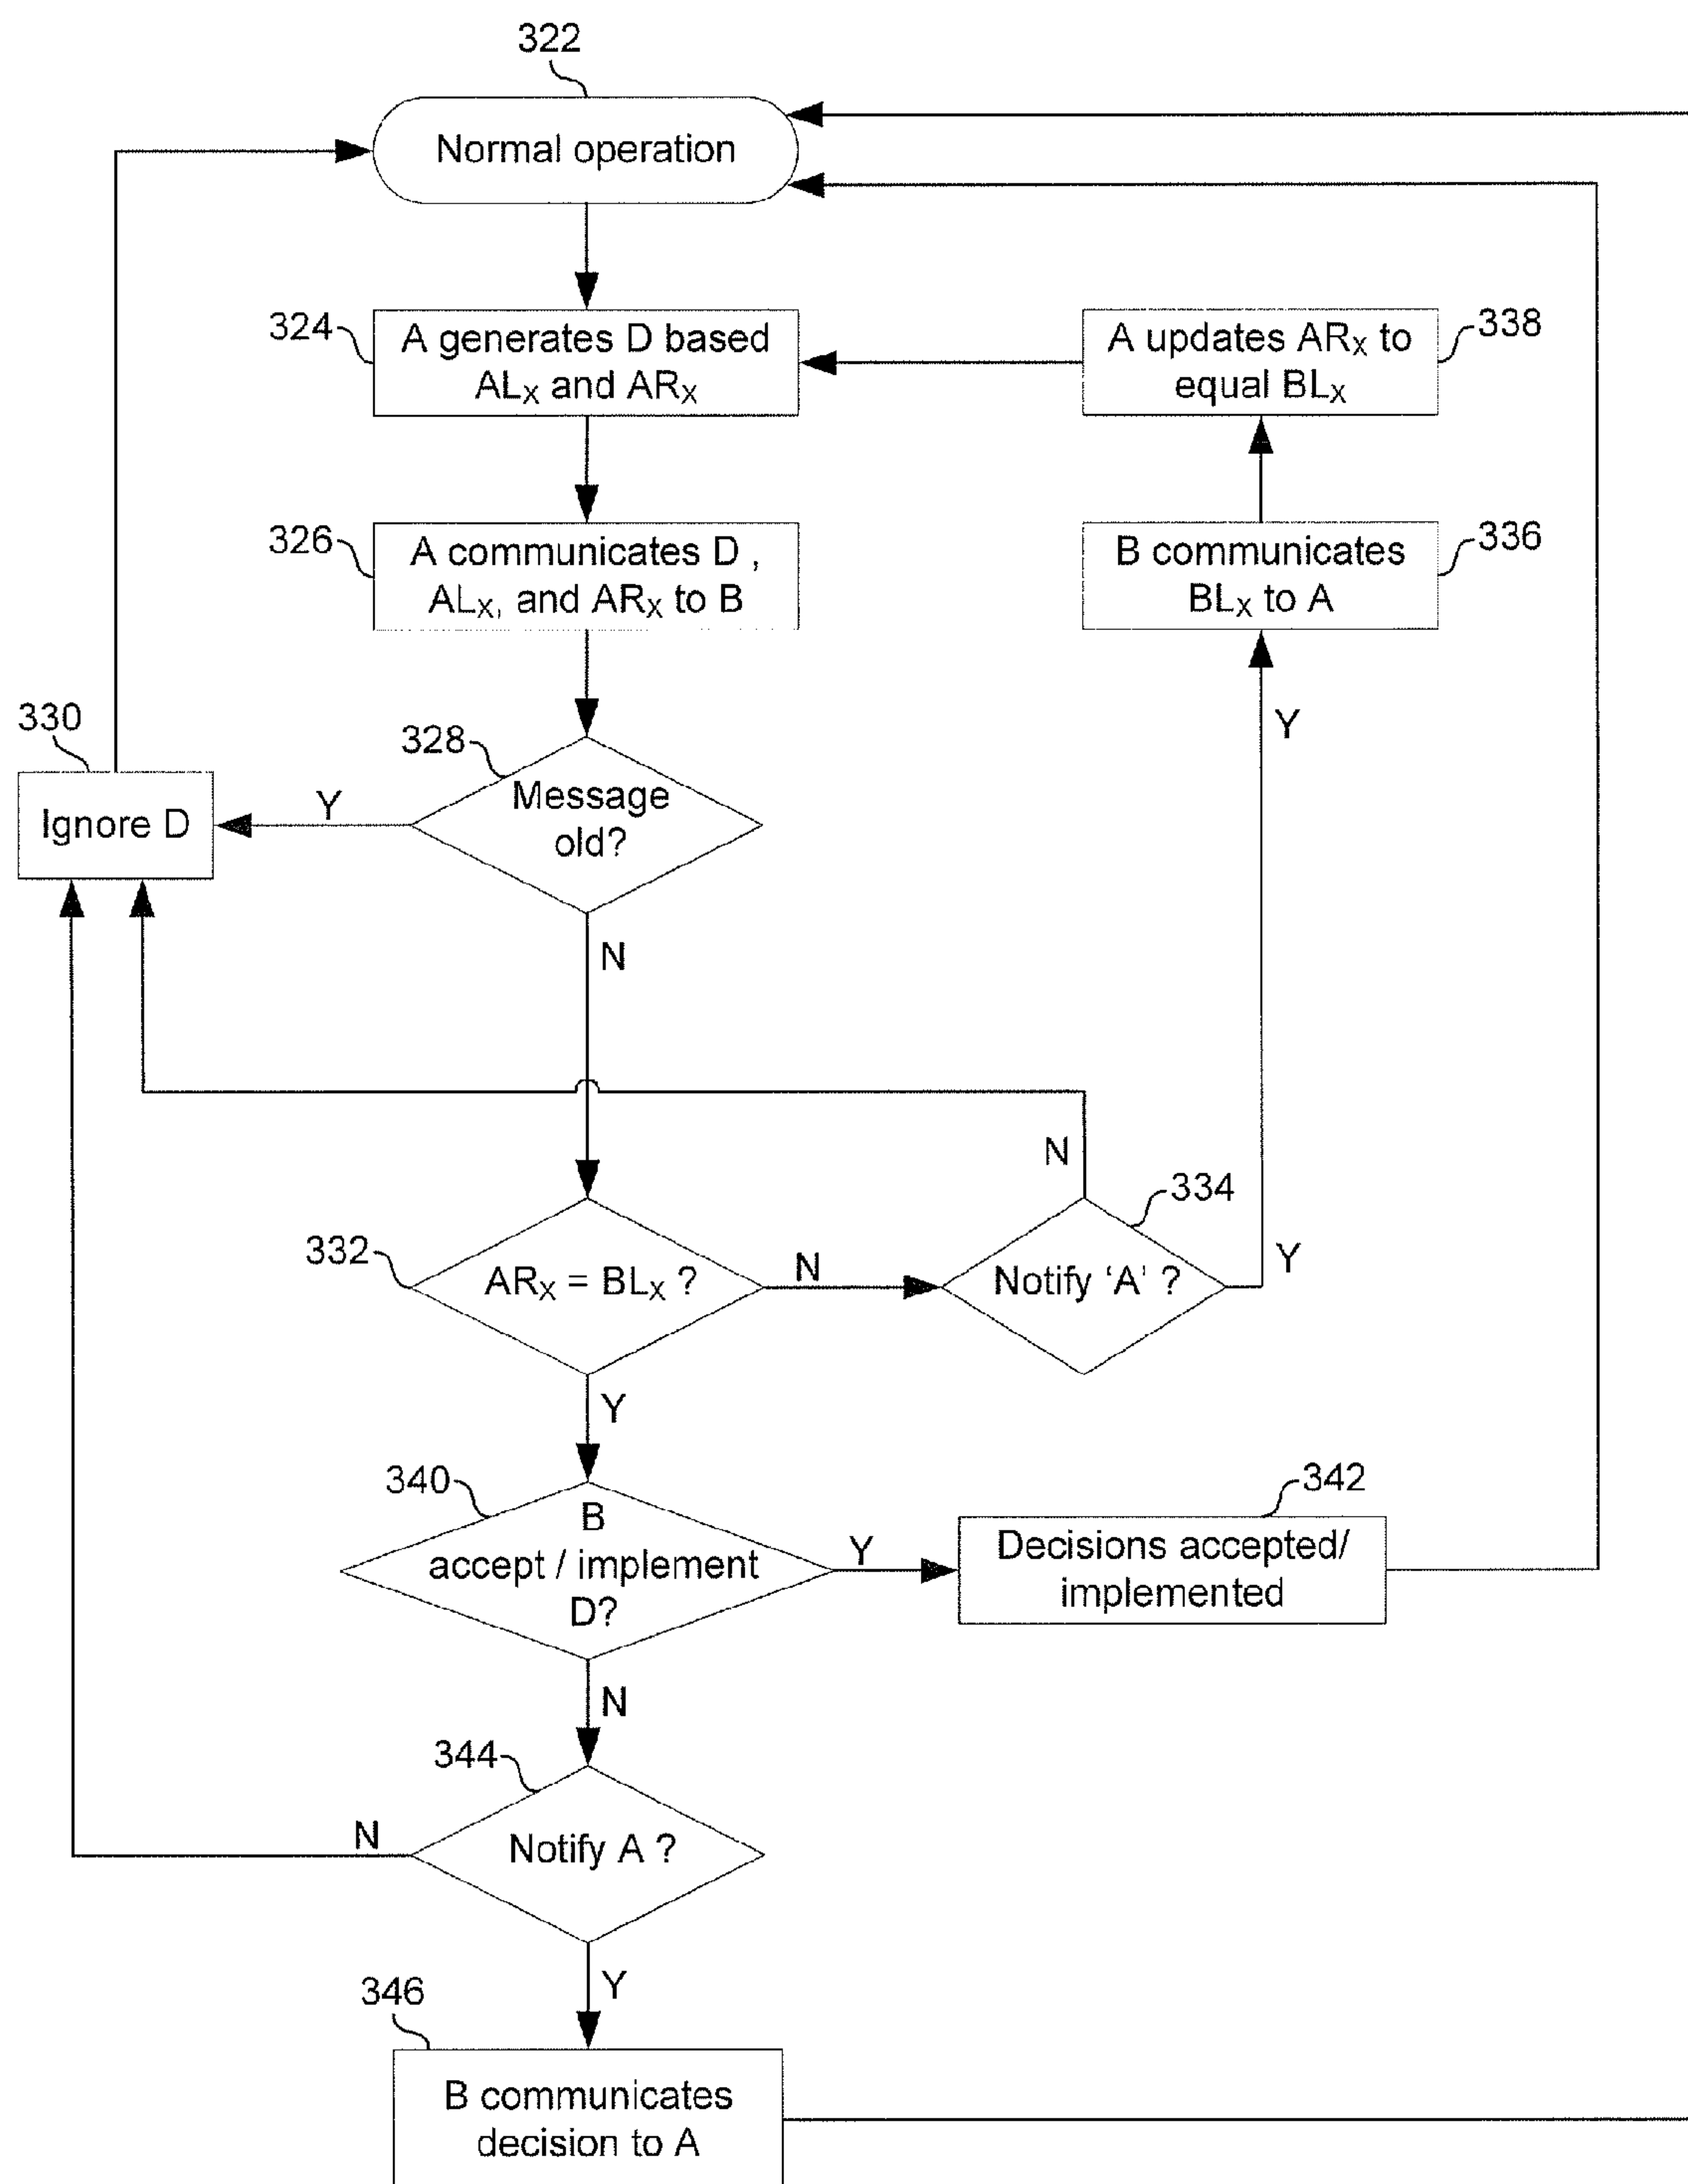 322
Normal operation
324
A generates D based
ALX and ARX
A updates ARX to
equal BLX
338
326
A communicates D ,
ALX, and ARX to B
B communicates
BLX to A
336
330
Ignore D
Y
328
Message
old?
Y
N
N
334
332
ARX = BLX ?
N
Notify ‘A’ ?
Y
Y
340
B
accept / implement
D?
Y
342
Decisions accepted/
implemented
N
344
N
Notify A ?
Y
346
B communicates
decision to A